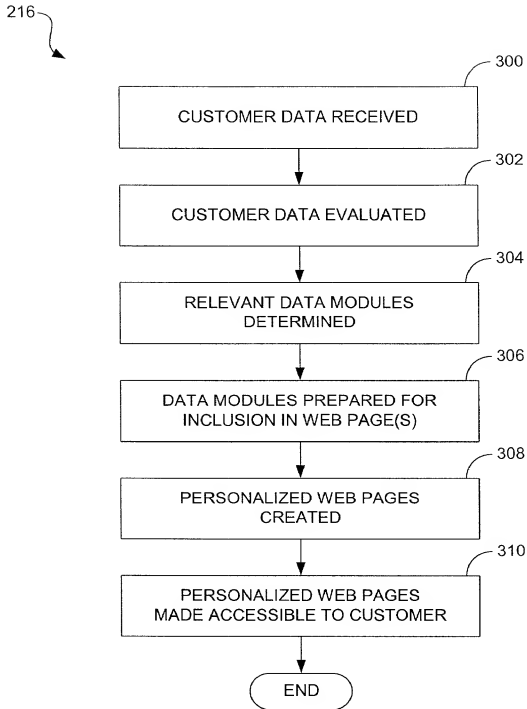 216
300
CUSTOMER DATA RECEIVED
302
CUSTOMER DATA EVALUATED
304
RELEVANT DATA MODULES
DETERMINED
306
DATA MODULES PREPARED FOR
INCLUSION IN WEB PAGE(S)
308
PERSONALIZED WEB PAGES
CREATED
310
PERSONALIZED WEB PAGES
MADE ACCESSIBLE TO CUSTOMER
END